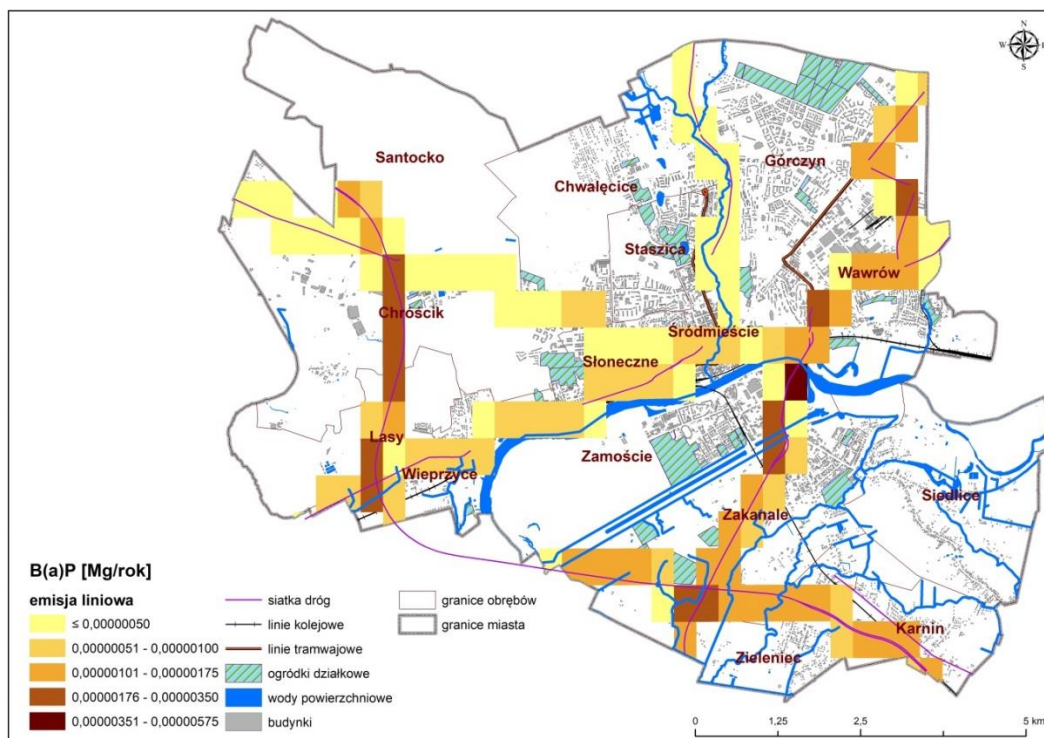 N
W
E
S
Santocko
Górczyn
Chwalęcice
Staszica
Wawrów
Chróścik
Śródmieście
Słoneczne
Lasy
Zamoście
Wieprzyce
Siedlice
Zakanale
Karnin
Zieleniec
B(a)P [Mg/rok]
emisja liniowa
≤ 0,00000050
0,00000051 - 0,00000100
0,00000101 - 0,00000175
0,00000176 - 0,00000350
0,00000351 - 0,00000575
siatka dróg
linie kolejowe
linie tramwajowe
ogródki działkowe
wody powierzchniowe
budynki
granice obrębów
granice miasta
0 1,25 2,5 5 km